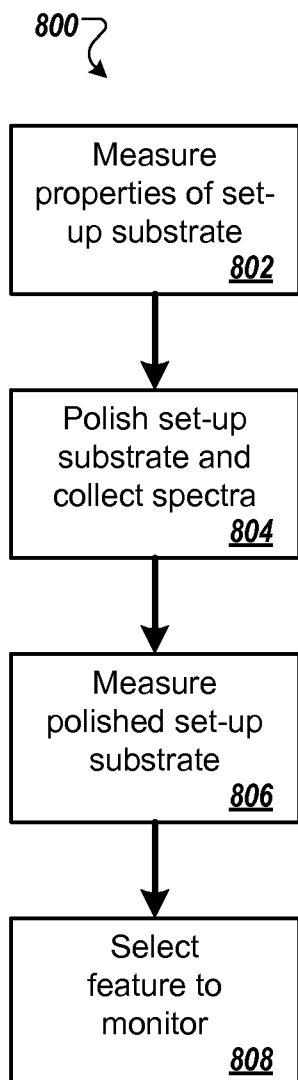 800
Measure
properties of set-
up substrate
802
Polish set-up
substrate and
collect spectra
804
Measure
polished set-up
substrate
806
Select
feature to
monitor
808